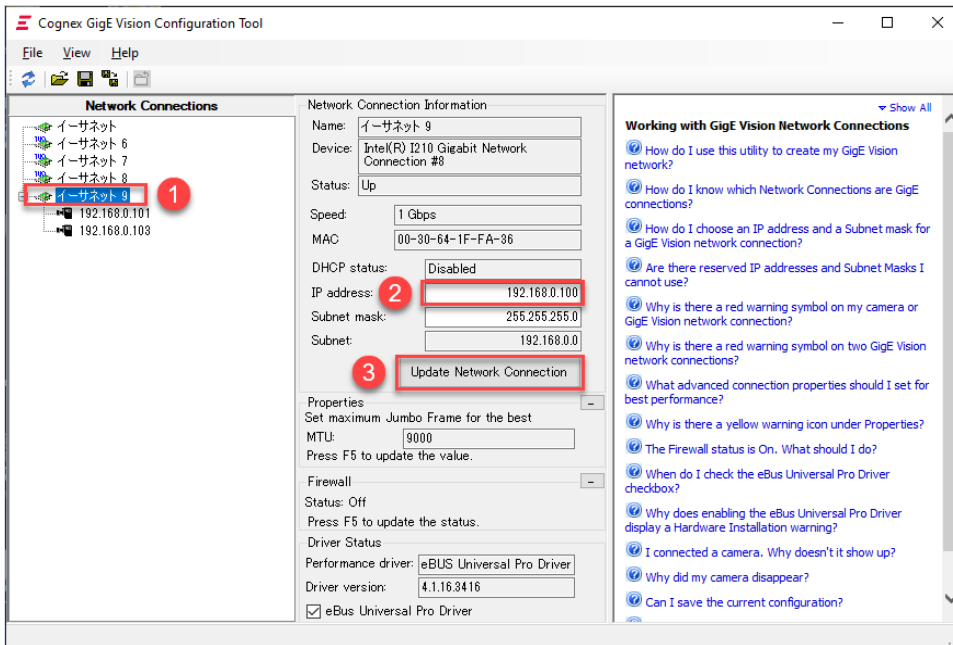 Cognex GigE Vision Configuration Tool
File View Help
Network Connections
イーサネット
イーサネット 6
イーサネット 7
イーサネット 8
イーサネット 9
1
192.168.0.101
192.168.0.103
Network Connection Information
Name: イーサネット 9
Device: Intel(R) I210 Gigabit Network
Connection #8
Status: Up
Speed: 1 Gbps
MAC 00-30-64-1F-FA-36
DHCP status: Disabled
IP address: 2 192.168.0.100
Subnet mask: 255.255.255.0
Subnet: 192.168.0.0
3 Update Network Connection
Properties
Set maximum Jumbo Frame for the best
MTU: 9000
Press F5 to update the value.
Firewall
Status: Off
Press F5 to update the status.
Driver Status
Performance driver: eBUS Universal Pro Driver
Driver version: 4.1.16.3416
eBus Universal Pro Driver
Show All
Working with GigE Vision Network Connections
How do I use this utility to create my GigE Vision
network?
How do I know which Network Connections are GigE
connections?
How do I choose an IP address and a Subnet mask for
a GigE Vision network connection?
Are there reserved IP addresses and Subnet Masks I
cannot use?
Why is there a red warning symbol on my camera or
GigE Vision network connection?
Why is there a red warning symbol on two GigE Vision
network connections?
What advanced connection properties should I set for
best performance?
Why is there a yellow warning icon under Properties?
The Firewall status is On. What should I do?
When do I check the eBus Universal Pro Driver
checkbox?
Why does enabling the eBus Universal Pro Driver
display a Hardware Installation warning?
I connected a camera. Why doesn't it show up?
Why did my camera disappear?
Can I save the current configuration?